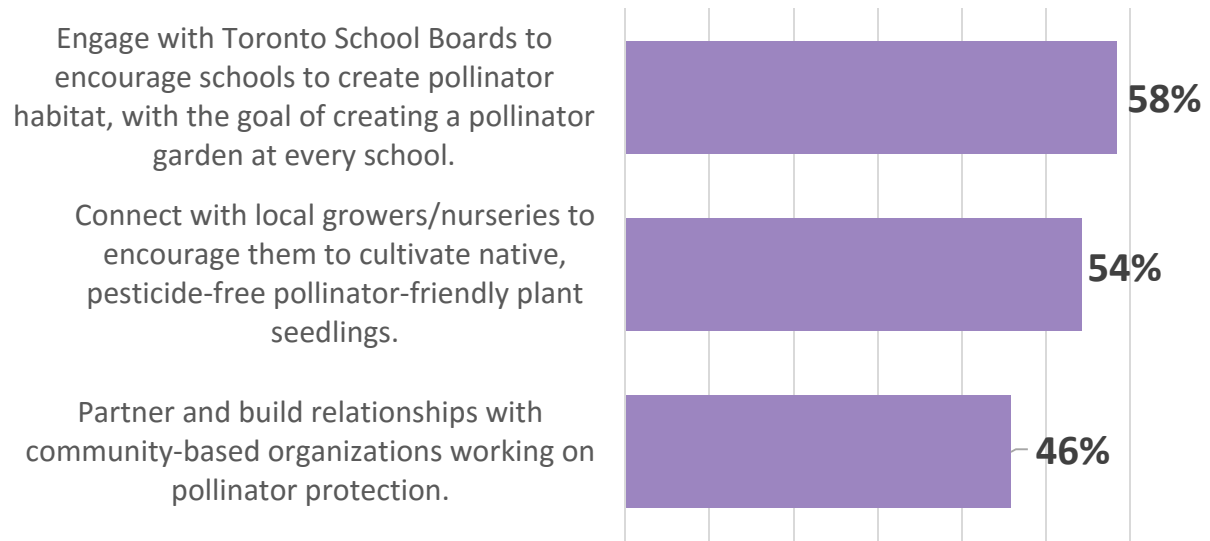 Engage with Toronto School Boards to
encourage schools to create pollinator
habitat, with the goal of creating a pollinator
garden at every school.
58%
Connect with local growers/nurseries to
encourage them to cultivate native,
pesticide-free pollinator-friendly plant
seedlings.
54%
Partner and build relationships with
community-based organizations working on
pollinator protection.
46%